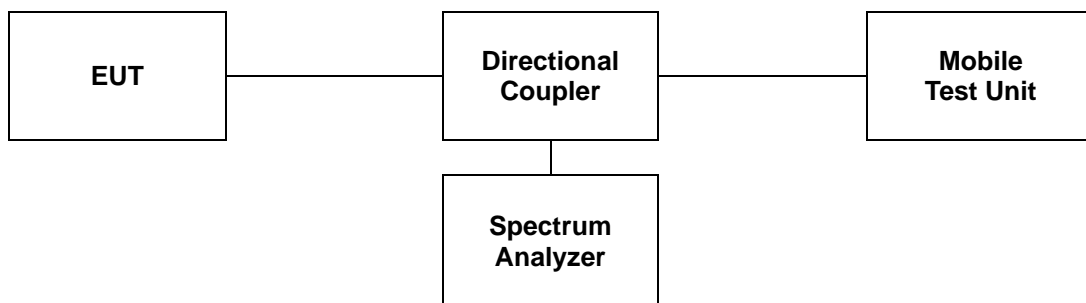 EUT
Directional
Coupler
Mobile
Test Unit
Spectrum
Analyzer